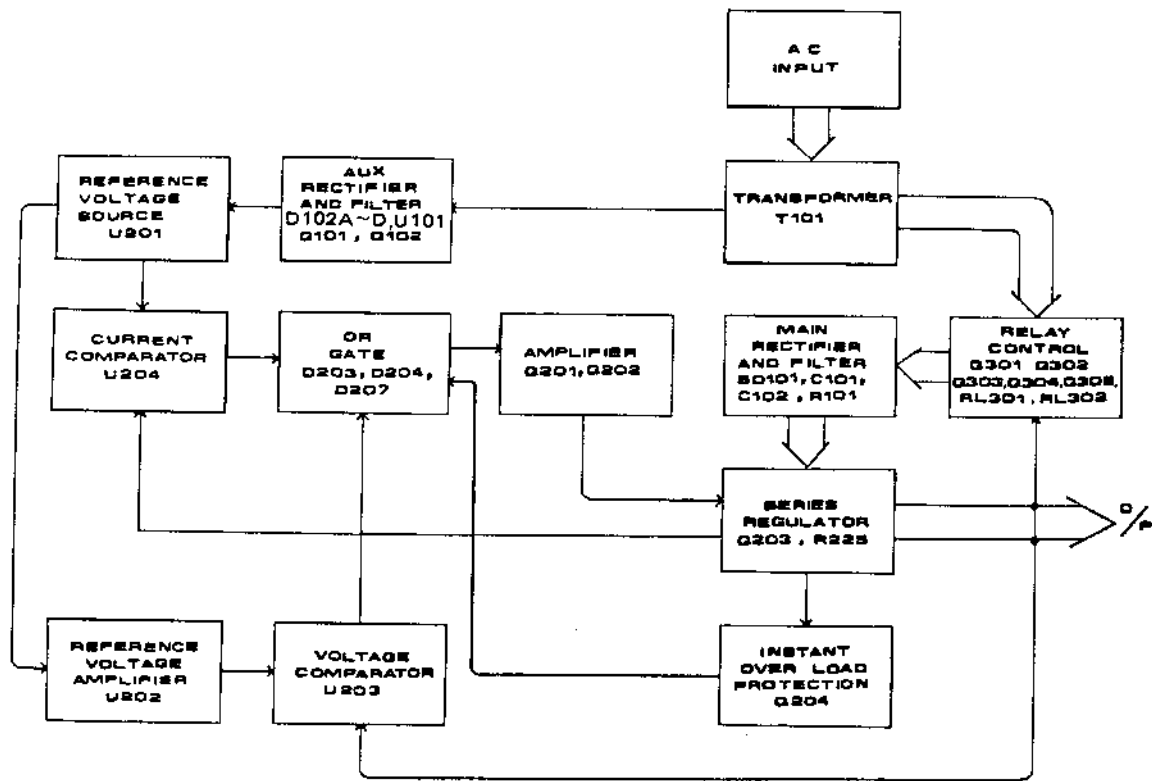 AC
INPUT
REFERENCE
VOLTAGE
SOURCE
U201
AUX
RECTIFIER
AND FILTER
D102A~D,U101
Q101, Q102
TRANSFORMER
T101
CURRENT
COMPARATOR
U204
OR
GATE
D203, D204,
D207
AMPLIFIER
Q201, Q202
MAIN
RECTIFIER
AND FILTER
BD101, C101,
C102, R101
RELAY
CONTROL
Q301 Q302
Q303, Q304,
RL301, RL302
SERIES
REGULATOR
Q203, R225
O/P
REFERENCE
VOLTAGE
AMPLIFIER
U202
VOLTAGE
COMPARATOR
U203
INSTANT
OVER LOAD
PROTECTION
Q204